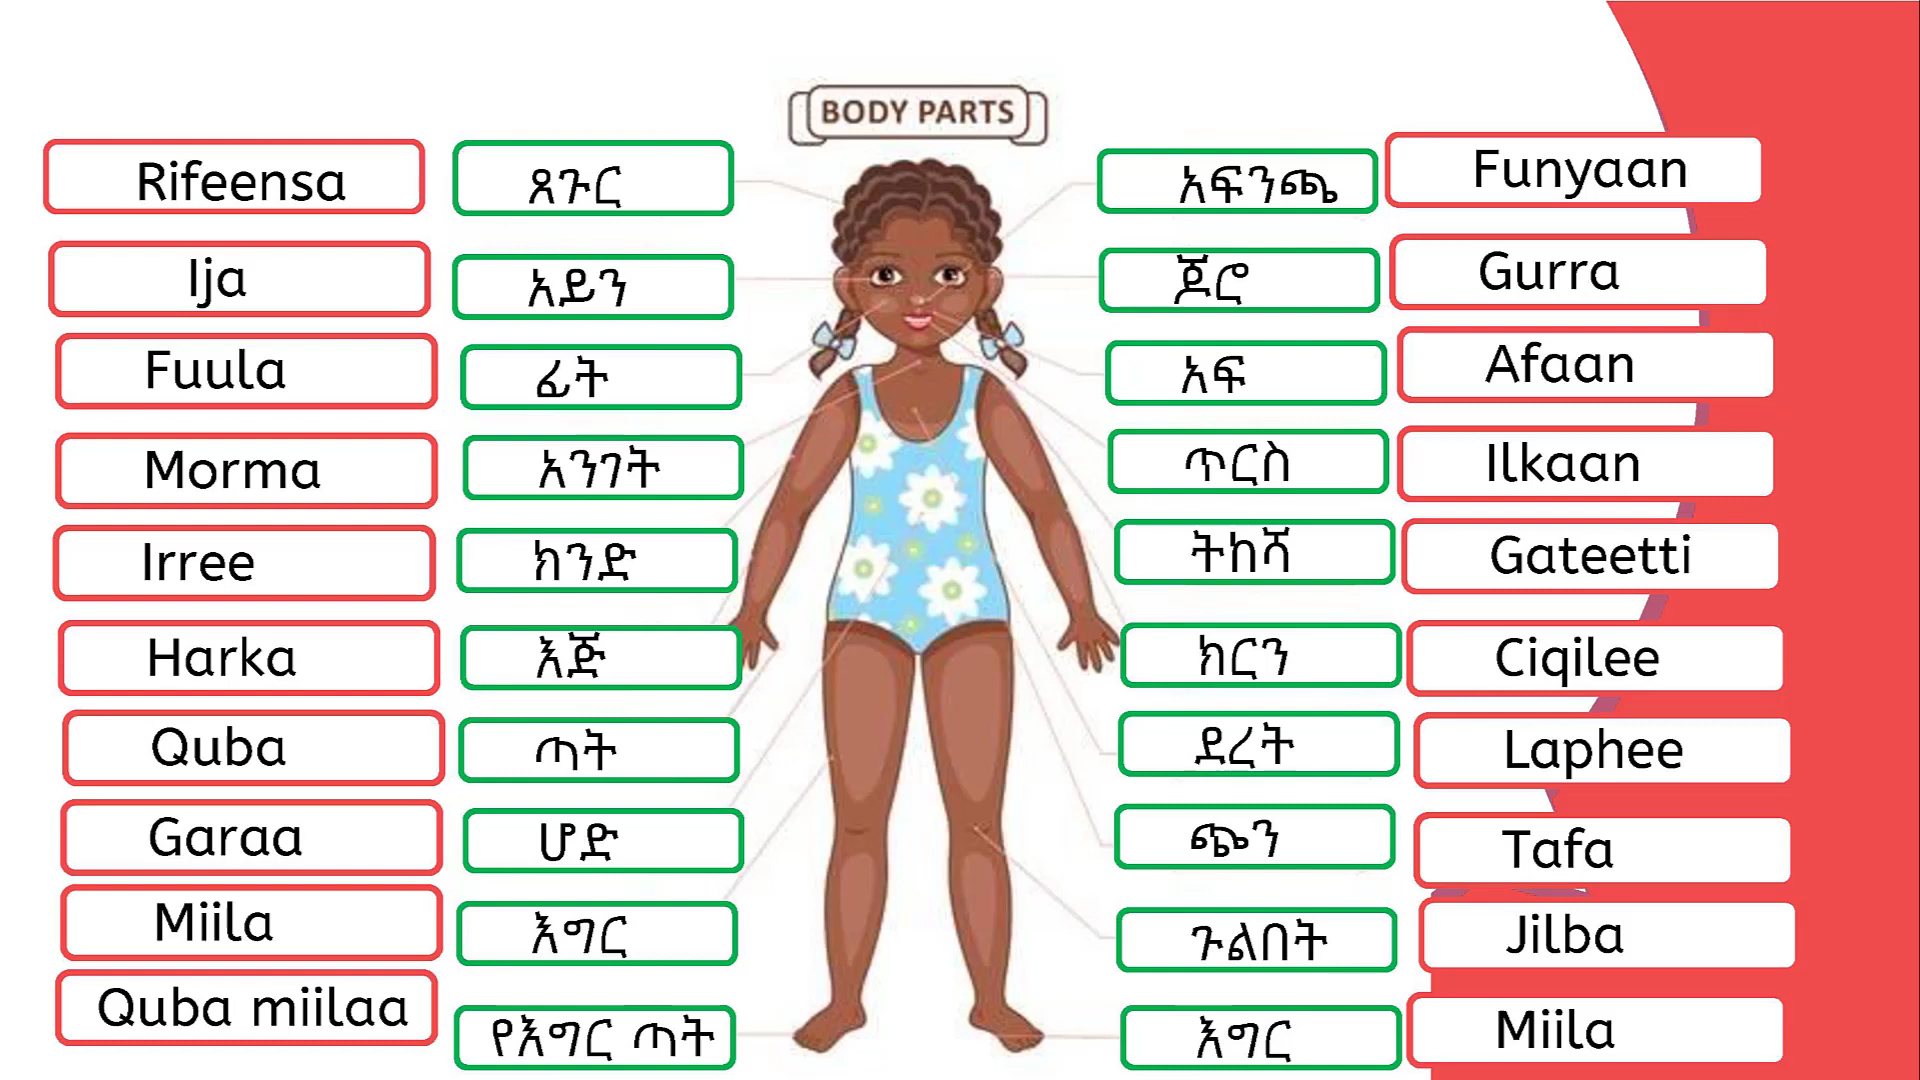 BODY PARTS
Rifeensa ጸጉር
Ija አይን
Fuula ፊት
Morma አንገት
Irree ክንድ
Harka እጅ
Quba ጣት
Garaa ሆድ
Miila እግር
Quba miilaa የእግር ጣት
አፍንጫ Funyaan
ጆሮ Gurra
አፍ Afaan
ጥርስ Ilkaan
ትከሻ Gateetti
ክርን Ciqilee
ደረት Laphee
ጭን Tafa
ጉልበት Jilba
እግር Miila